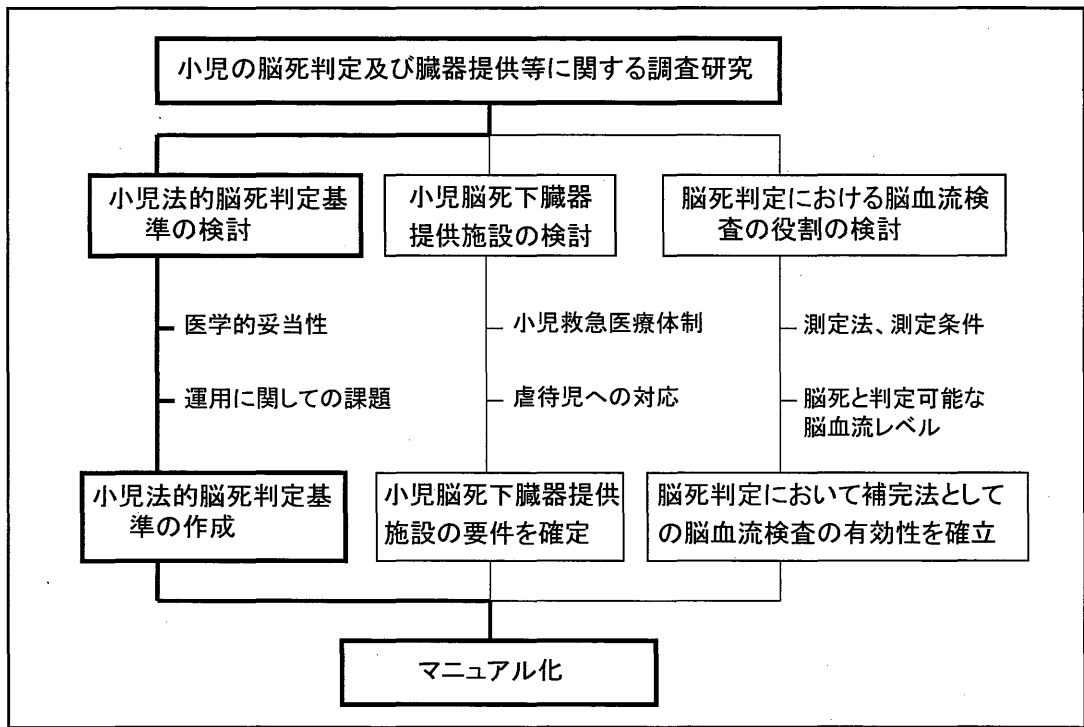 小児の脳死判定及び臓器提供等に関する調査研究
小児法的脳死判定基
準の検討
小児脳死下臓器
提供施設の検討
脳死判定における脳血流検
査の役割の検討
医学的妥当性
小児救急医療体制
測定法、測定条件
運用に関しての課題
虐待児への対応
脳死と判定可能な
脳血流レベル
小児法的脳死判定基
準の作成
小児脳死下臓器提供
施設の要件を確定
脳死判定において補完法として
の脳血流検査の有効性を確立
マニュアル化